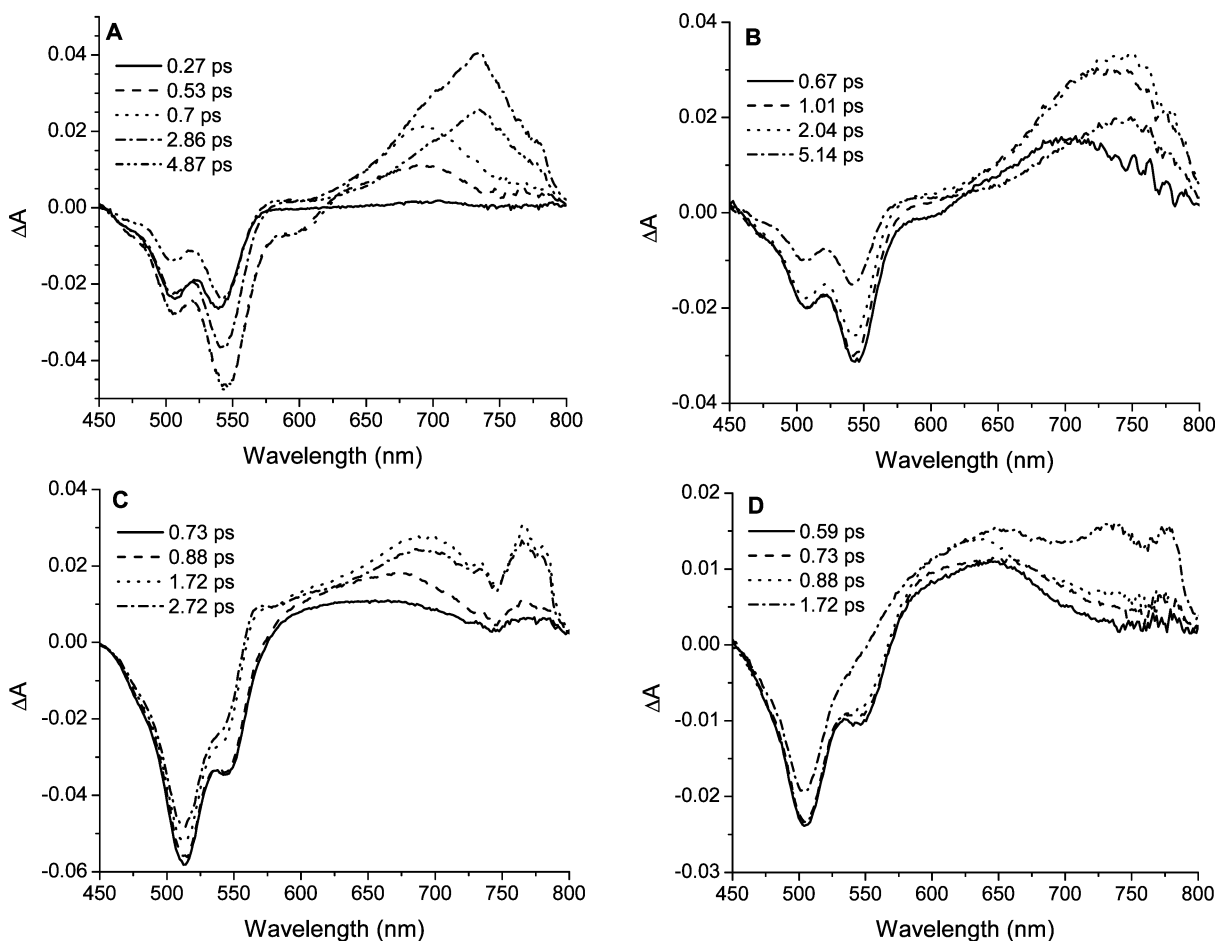 A
0.27 ps
0.53 ps
0.7 ps
2.86 ps
4.87 ps
0.04
0.02
0.00
-0.02
-0.04
ΔA
450 500 550 600 650 700 750 800
Wavelength (nm)
B
0.67 ps
1.01 ps
2.04 ps
5.14 ps
0.04
0.02
0.00
-0.02
-0.04
ΔA
450 500 550 600 650 700 750 800
Wavelength (nm)
C
0.73 ps
0.88 ps
1.72 ps
2.72 ps
0.04
0.02
0.00
-0.02
-0.04
-0.06
ΔA
450 500 550 600 650 700 750 800
Wavelength (nm)
D
0.59 ps
0.73 ps
0.88 ps
1.72 ps
0.02
0.01
0.00
-0.01
-0.02
-0.03
ΔA
450 500 550 600 650 700 750 800
Wavelength (nm)